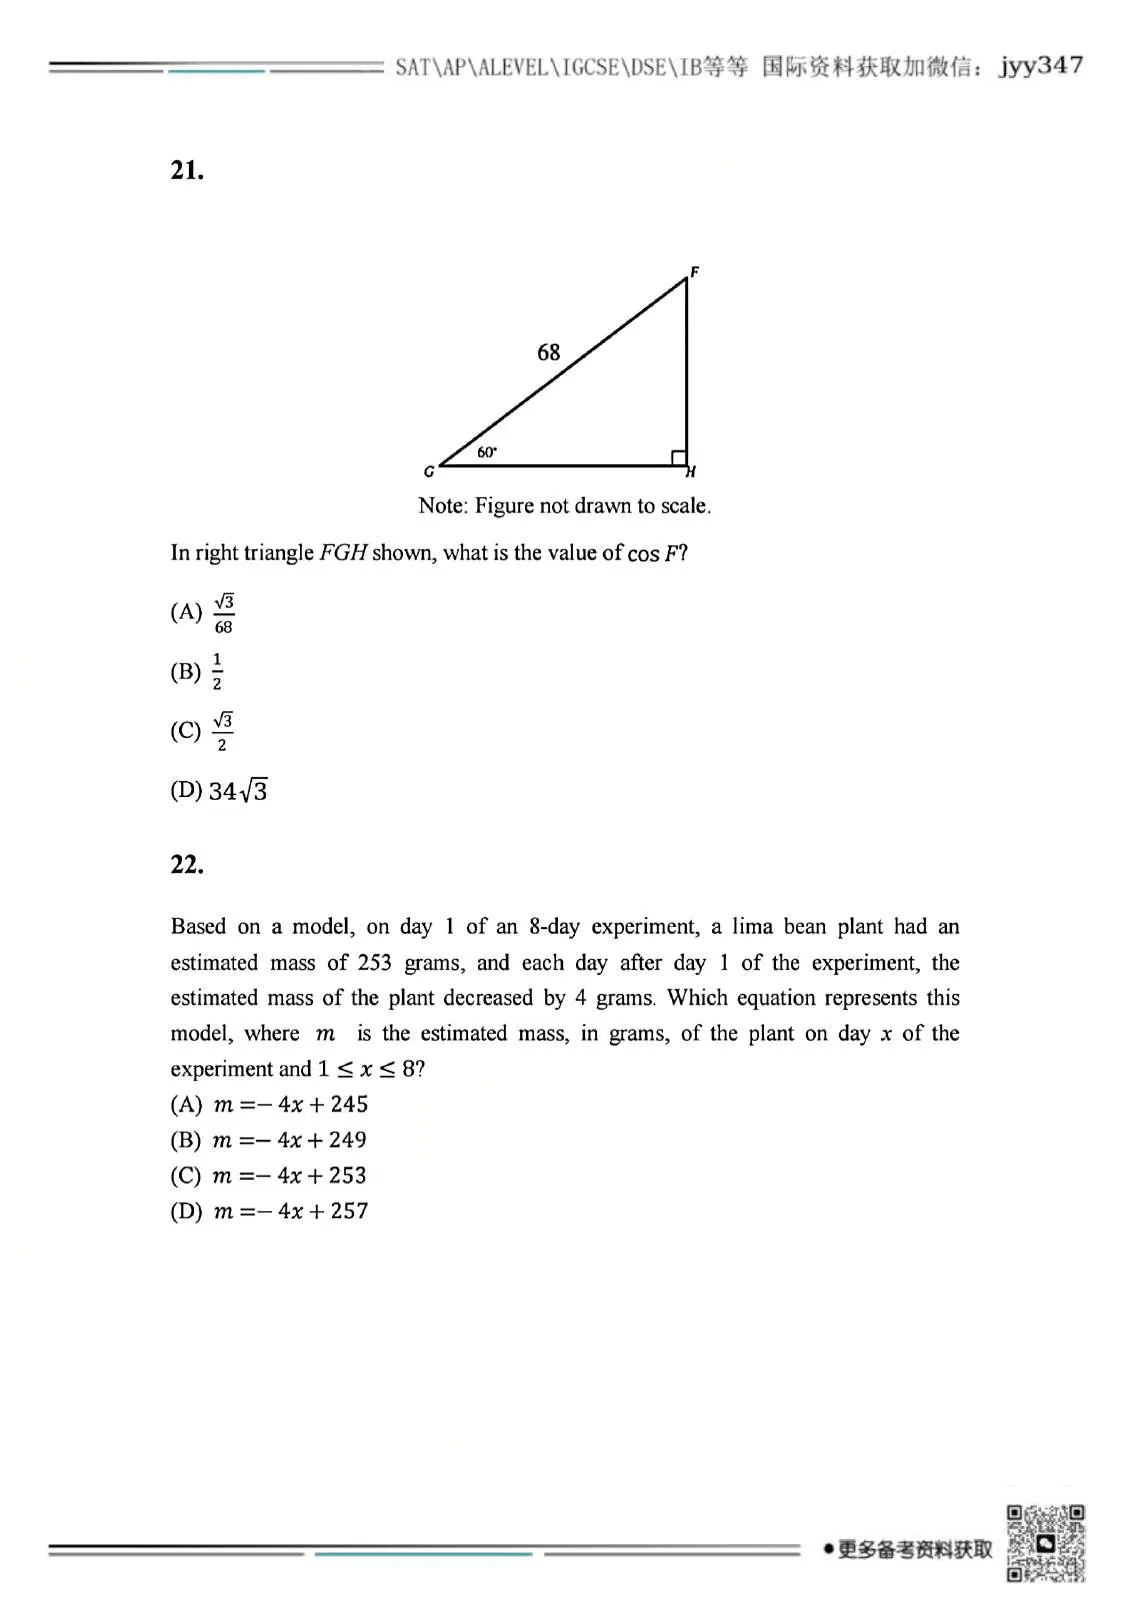 SAT\AP\ALEVEL\IGCSE\DSE\IB等等 国际资料获取加微信：jyy347
21.
F
68
60°
G
H
Note: Figure not drawn to scale.
In right triangle FGH shown, what is the value of cos F?
(A) √3/68
(B) 1/2
(C) √3/2
(D) 34√3
22.
Based on a model, on day 1 of an 8-day experiment, a lima bean plant had an
estimated mass of 253 grams, and each day after day 1 of the experiment, the
estimated mass of the plant decreased by 4 grams. Which equation represents this
model, where m is the estimated mass, in grams, of the plant on day x of the
experiment and 1 ≤ x ≤ 8?
(A) m =− 4x + 245
(B) m =− 4x + 249
(C) m =− 4x + 253
(D) m =− 4x + 257
●更多备考资料获取